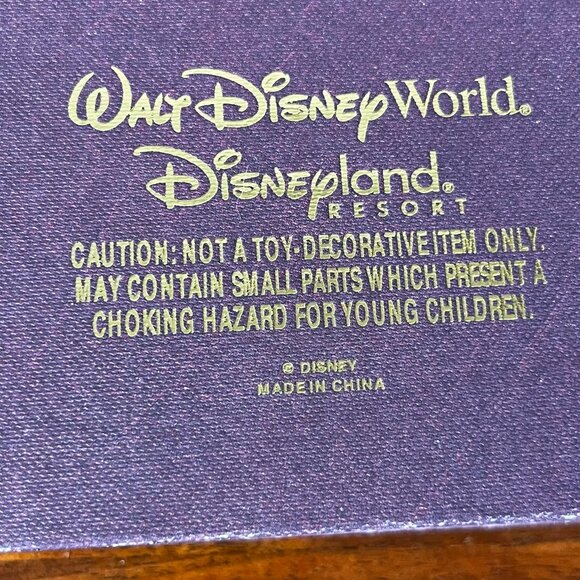 WALT DISNEY World®
DISNEYland®
RESORT
CAUTION: NOT A TOY-DECORATIVE ITEM ONLY.
MAY CONTAIN SMALL PARTS WHICH PRESENT A
CHOKING HAZARD FOR YOUNG CHILDREN.
© DISNEY
MADE IN CHINA